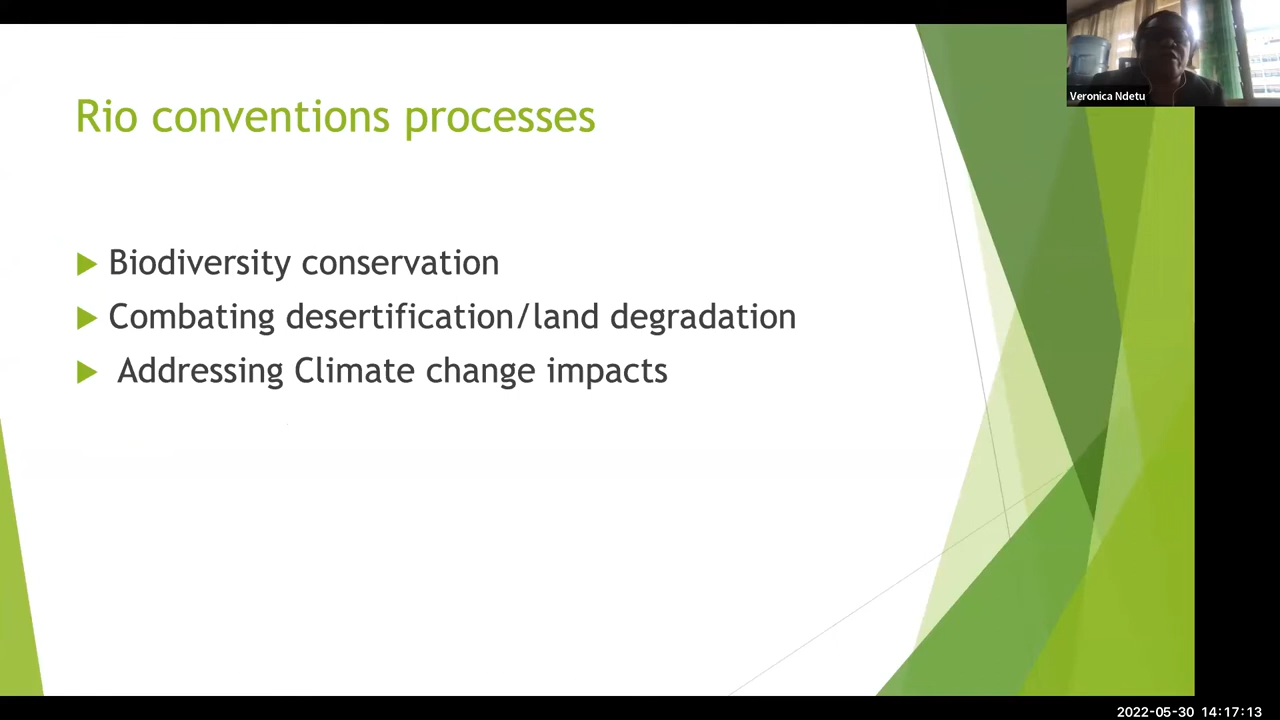 Rio conventions processes
Biodiversity conservation
Combating desertification/land degradation
Addressing Climate change impacts
Veronica Ndetu
2022-05-30 14:17:13